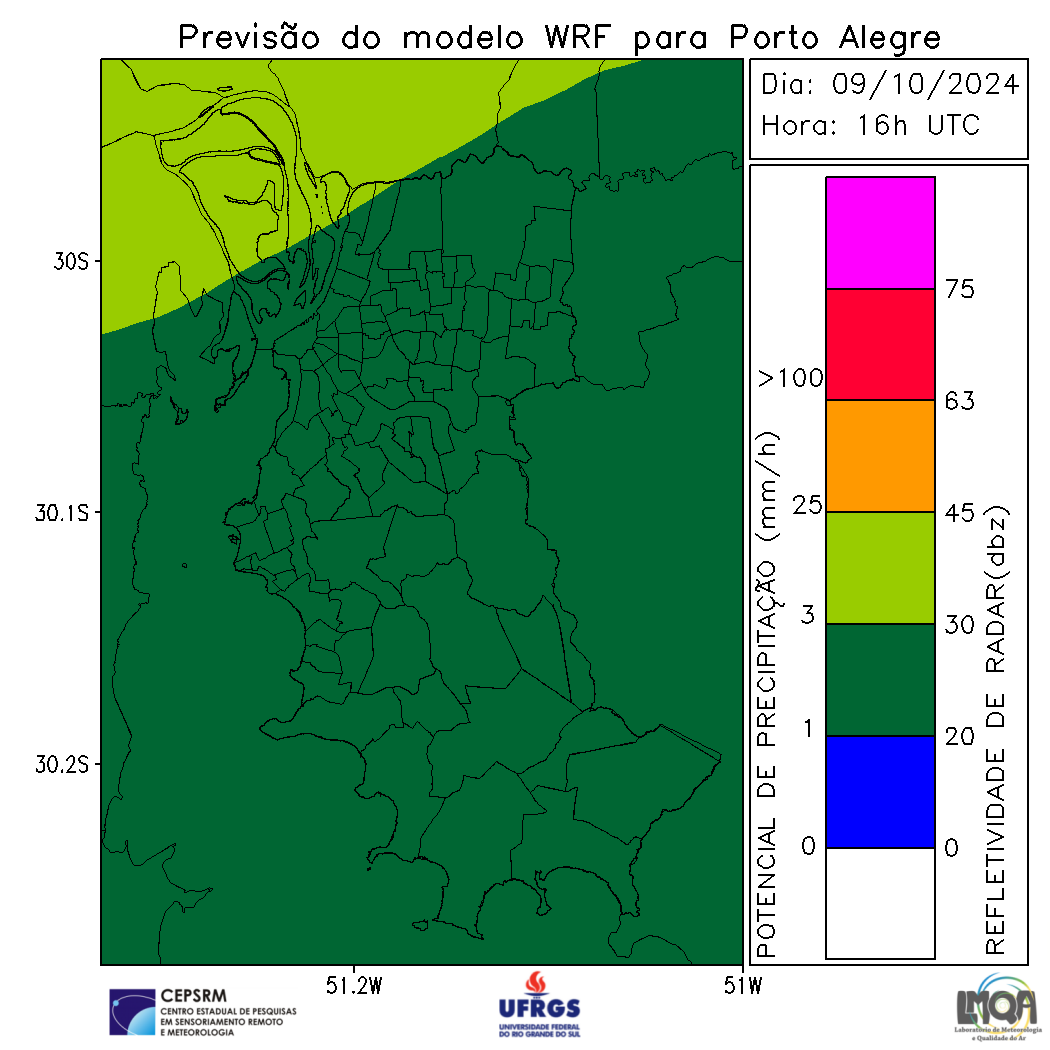 Previsão do modelo WRF para Porto Alegre
Dia: 09/10/2024
Hora: 16h UTC
30S
30.1S
30.2S
51.2W
51W
POTENCIAL DE PRECIPITAÇÃO (mm/h)
>100
25
3
1
0
75
63
45
30
20
0
REFLETIVIDADE DE RADAR(dbz)
CEPSRM
CENTRO ESTADUAL DE PESQUISAS
EM SENSORIAMENTO REMOTO
E METEOROLOGIA
UFRGS
UNIVERSIDADE FEDERAL
DO RIO GRANDE DO SUL
LMQA
Laboratório de Meteorologia
e Qualidade do Ar